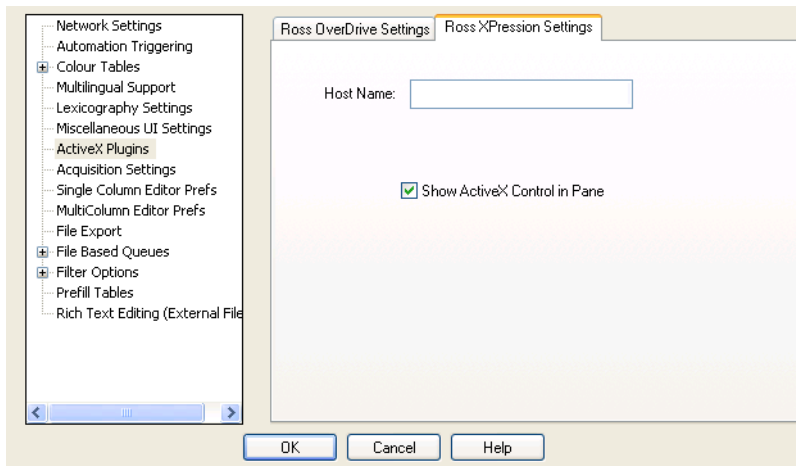 Network Settings
Automation Triggering
Colour Tables
Multilingual Support
Lexicography Settings
Miscellaneous UI Settings
ActiveX Plugins
Acquisition Settings
Single Column Editor Prefs
MultiColumn Editor Prefs
File Export
File Based Queues
Filter Options
Prefill Tables
Rich Text Editing (External File
Ross OverDrive Settings
Ross XPression Settings
Host Name:
Show ActiveX Control in Pane
OK
Cancel
Help